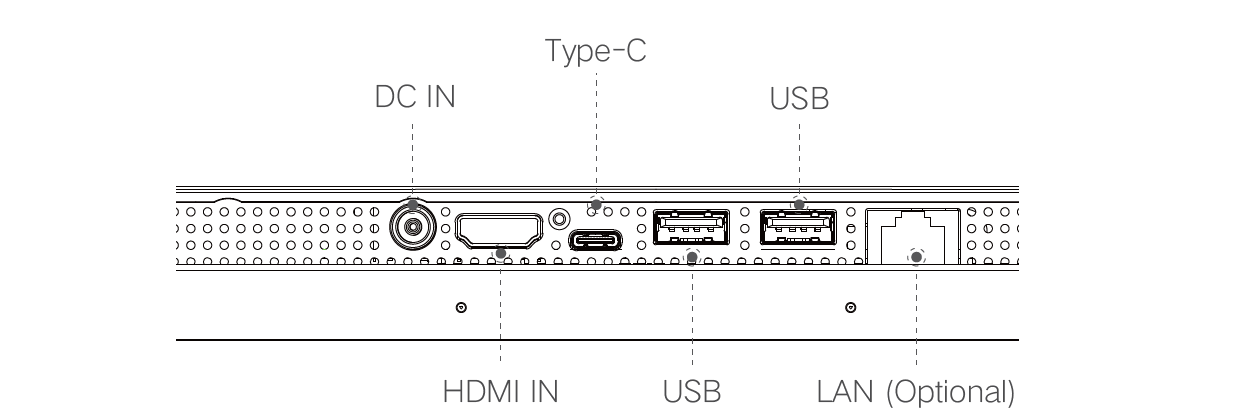 Type-C
DC IN
USB
HDMI IN
USB
LAN (Optional)